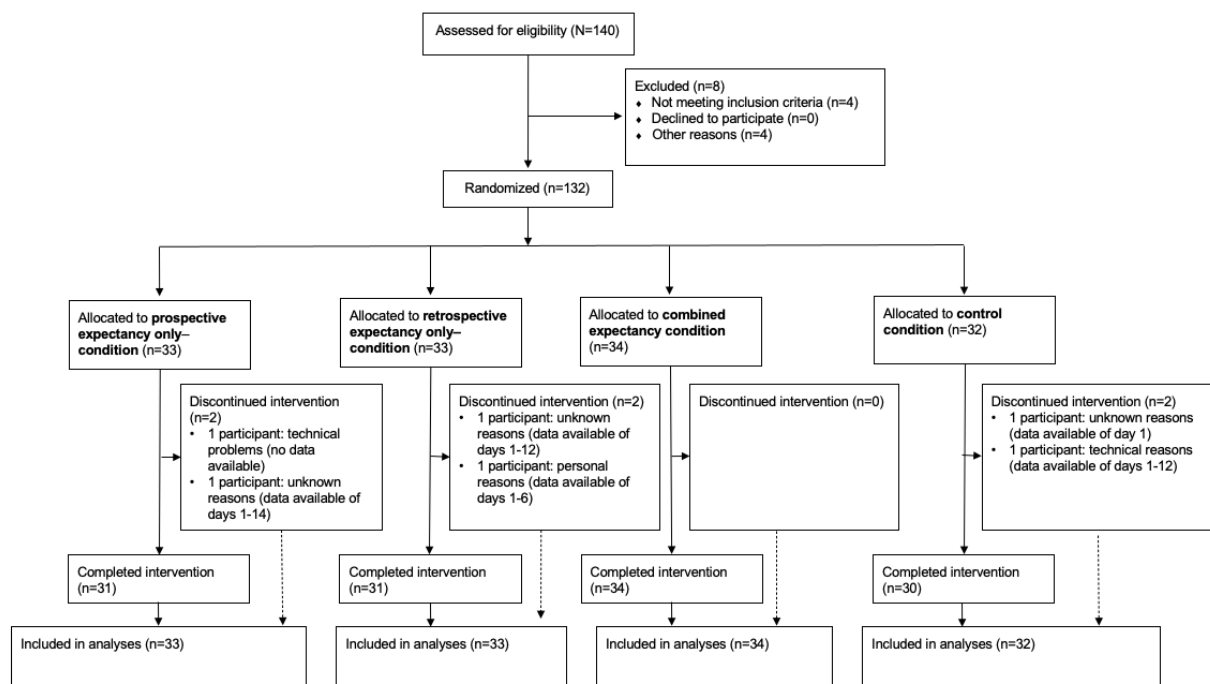 Assessed for eligibility (N=140)
Excluded (n=8)
♦ Not meeting inclusion criteria (n=4)
♦ Declined to participate (n=0)
♦ Other reasons (n=4)
Randomized (n=132)
Allocated to prospective
expectancy only–
condition (n=33)
Allocated to retrospective
expectancy only–
condition (n=33)
Allocated to combined
expectancy condition
(n=34)
Allocated to control
condition (n=32)
Discontinued intervention
(n=2)
• 1 participant: technical
problems (no data
available)
• 1 participant: unknown
reasons (data available of
days 1-14)
Discontinued intervention (n=2)
• 1 participant: unknown
reasons (data available of
days 1-12)
• 1 participant: personal
reasons (data available of
days 1-6)
Discontinued intervention (n=0)
Discontinued intervention (n=2)
• 1 participant: unknown reasons
(data available of day 1)
• 1 participant: technical reasons
(data available of days 1-12)
Completed intervention
(n=31)
Completed intervention
(n=31)
Completed intervention
(n=34)
Completed intervention
(n=30)
Included in analyses (n=33)
Included in analyses (n=33)
Included in analyses (n=34)
Included in analyses (n=32)